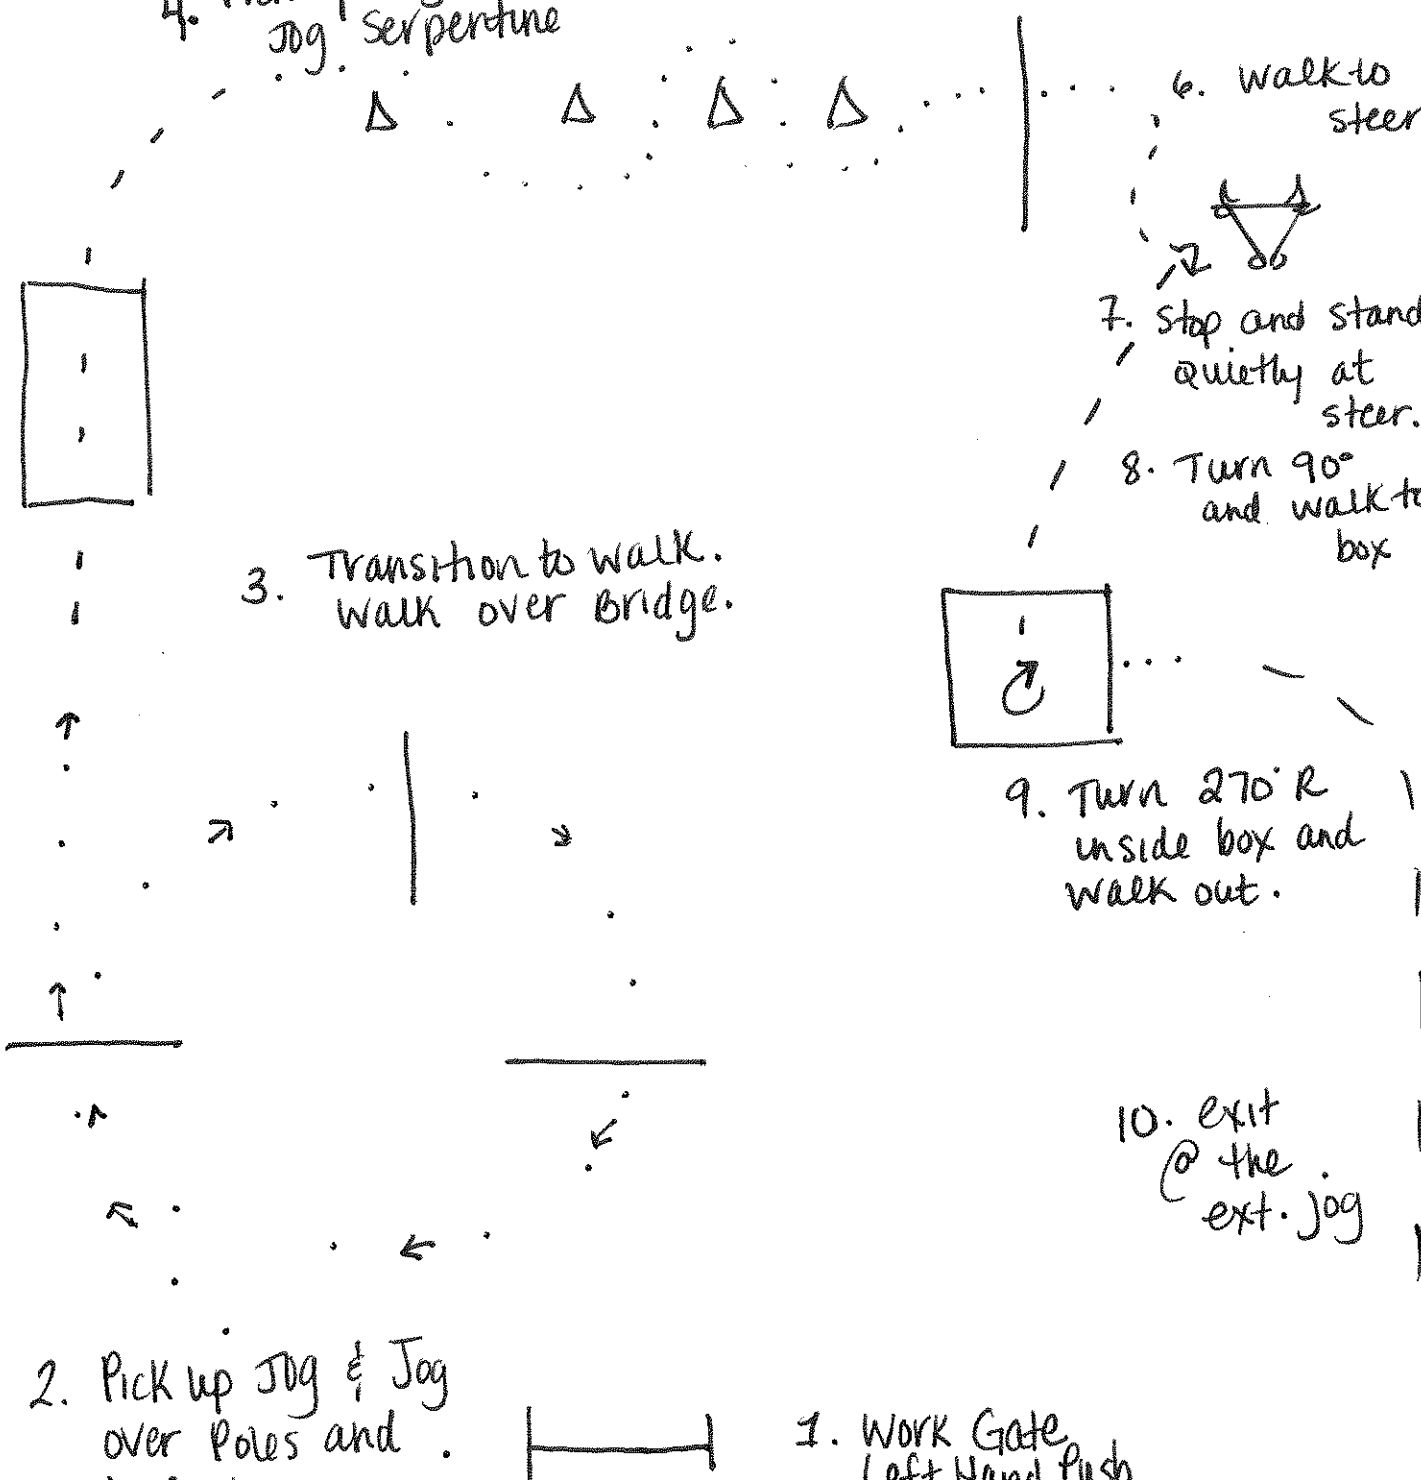 4.
Jog Serpentine
6. Walk to
steer
7. Stop and Stand
Quietly at
steer.
8. Turn 90°
and walk to
box
3. Transition to walk.
Walk over Bridge.
9. Turn 270° R
inside box and
walk out.
10. exit
@ the
ext. jog
2. Pick up Jog & Jog
over Poles and
1. Work Gate
Left Hand Push